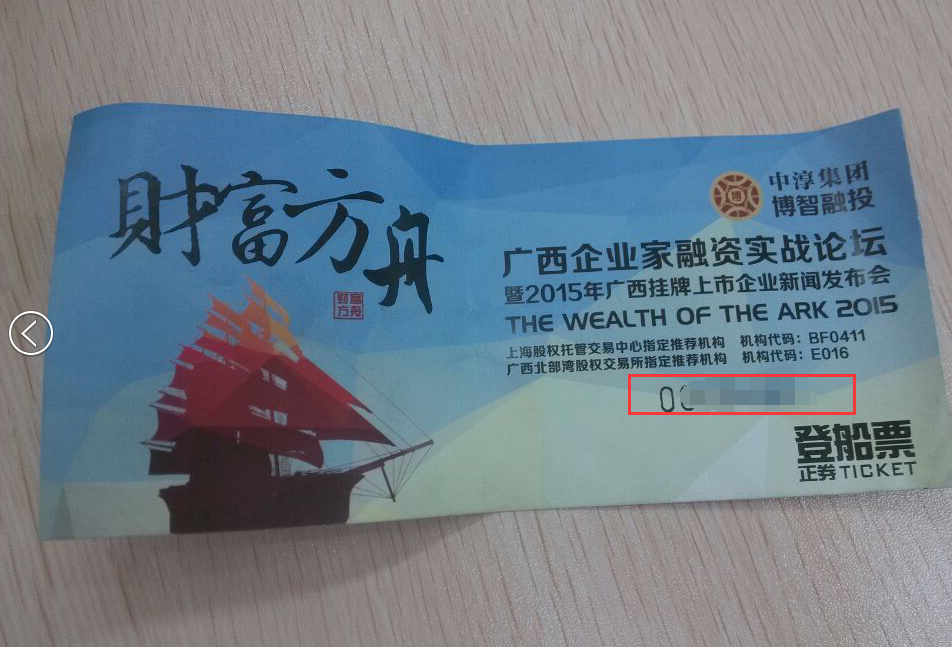 財富方舟
财富
方舟
博
中淳集团
博智融投
广西企业家融资实战论坛
暨2015年广西挂牌上市企业新闻发布会
THE WEALTH OF THE ARK 2015
上海股权托管交易中心指定推荐机构 机构代码：BF0411
广西北部湾股权交易所指定推荐机构 机构代码：E016
登船票
正券TICKET